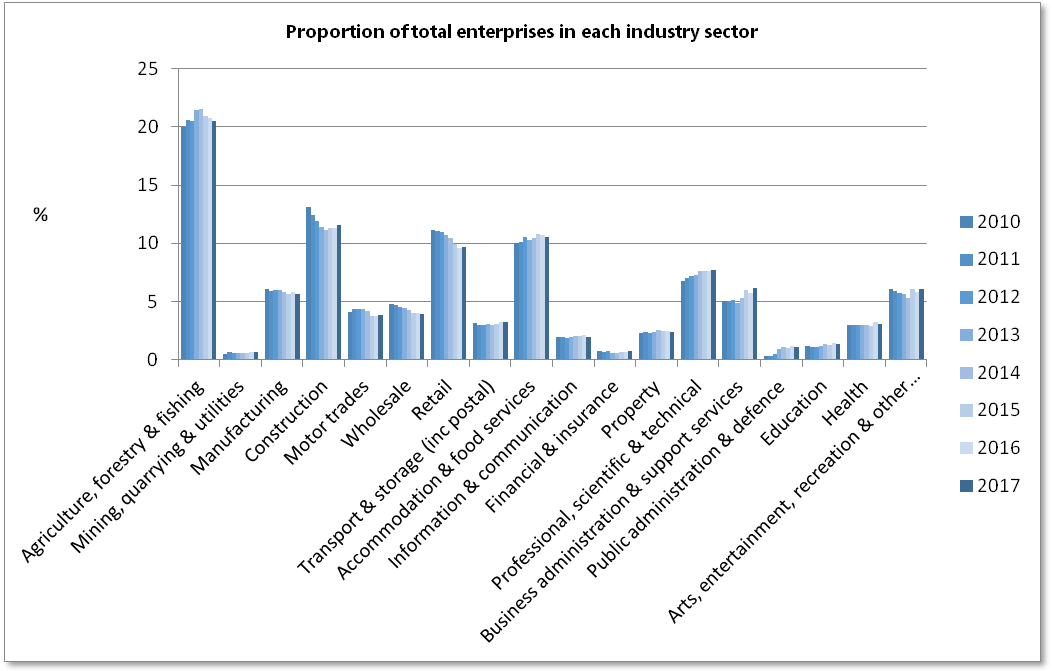 Proportion of total enterprises in each industry sector
25
20
15
10
5
0
%
Agriculture, forestry & fishing
Mining, quarrying & utilities
Manufacturing
Construction
Motor trades
Wholesale
Retail
Transport & storage (inc postal)
Accommodation & food services
Information & communication
Financial & insurance
Property
Professional, scientific & technical
Business administration & support services
Public administration & defence
Education
Health
Arts, entertainment, recreation & other...
2010
2011
2012
2013
2014
2015
2016
2017